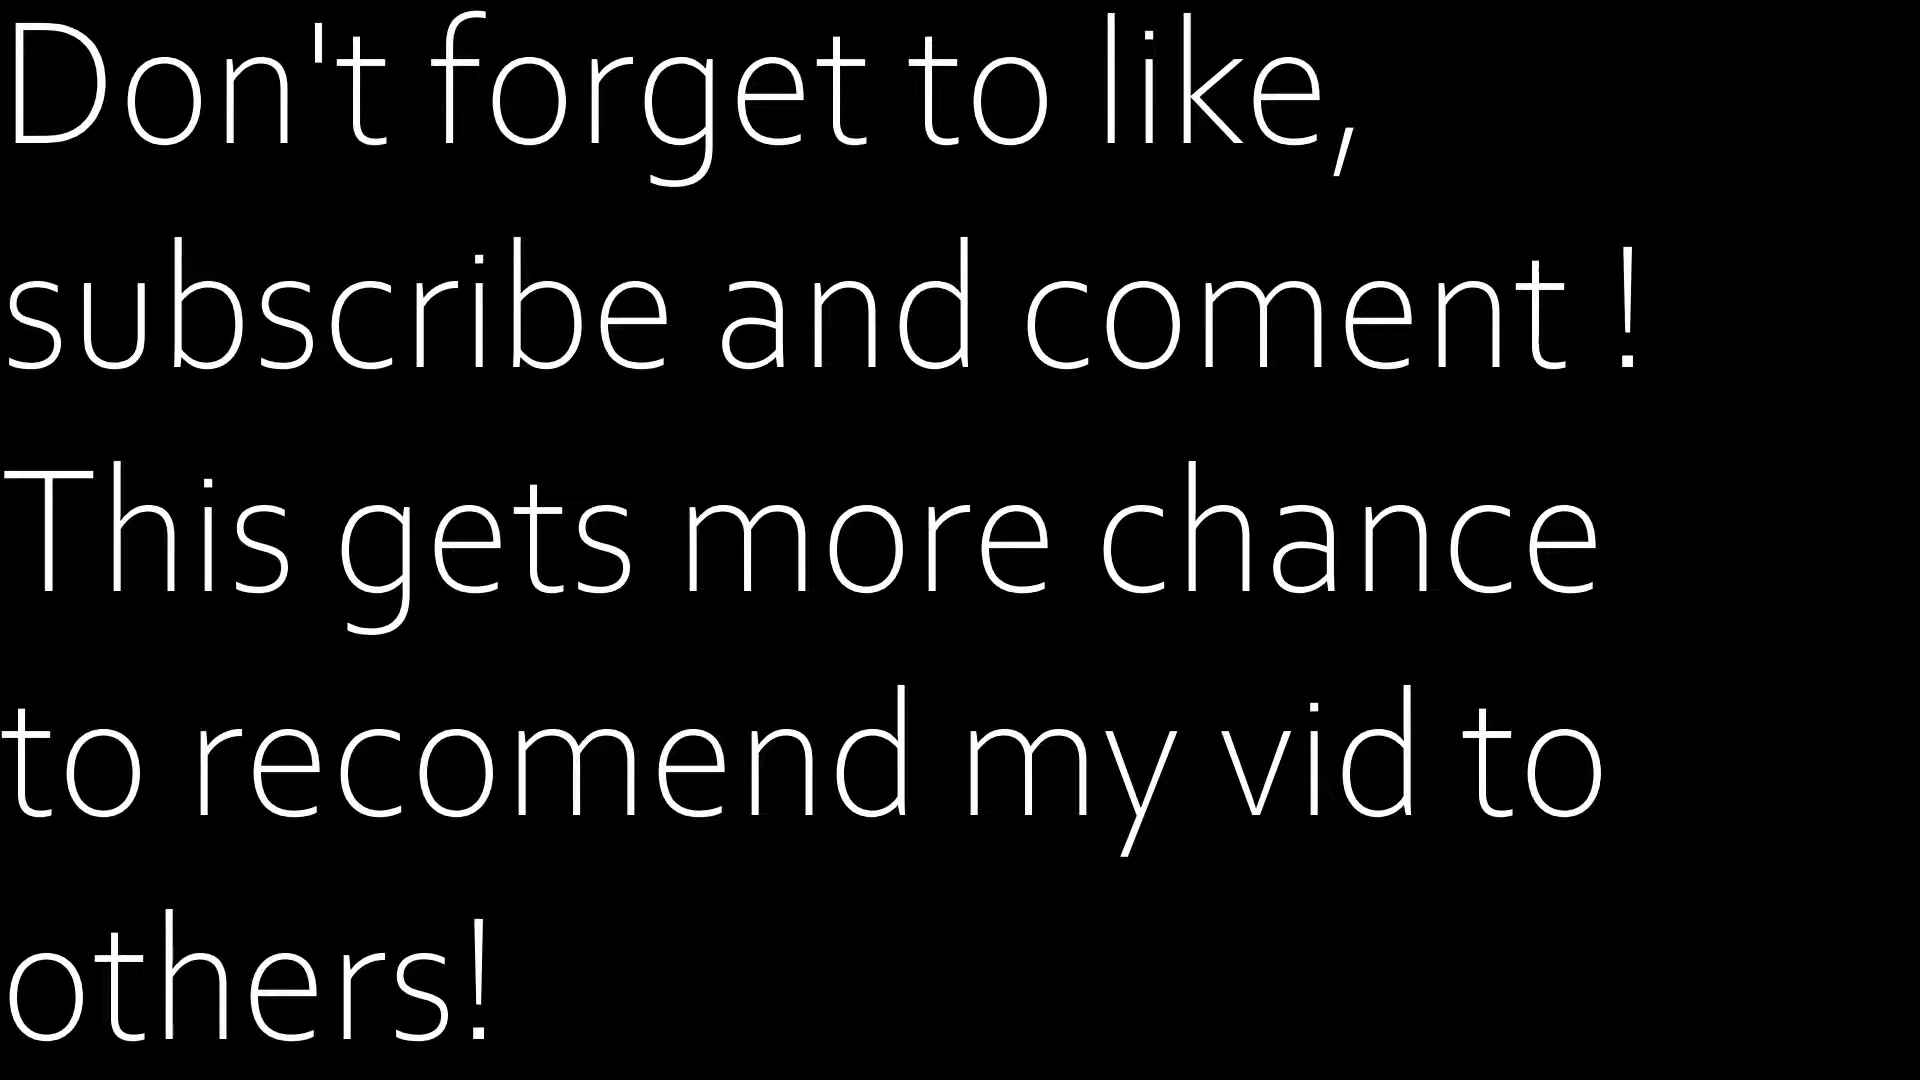 Don't forget to like,
subscribe and coment !
This gets more chance
to recomend my vid to
others!